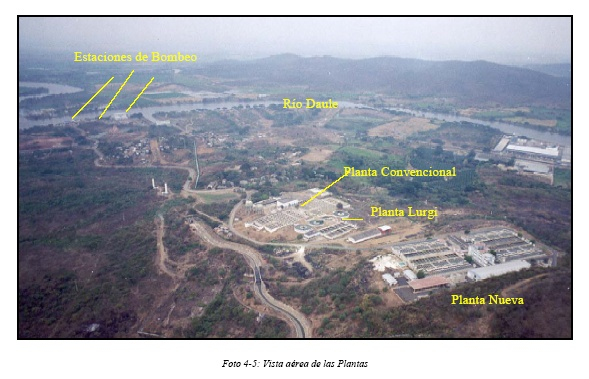 Estaciones de Bombeo
Río Daule
Planta Convencional
Planta Lurgi
Planta Nueva
Foto 4-5: Vista aérea de las Plantas